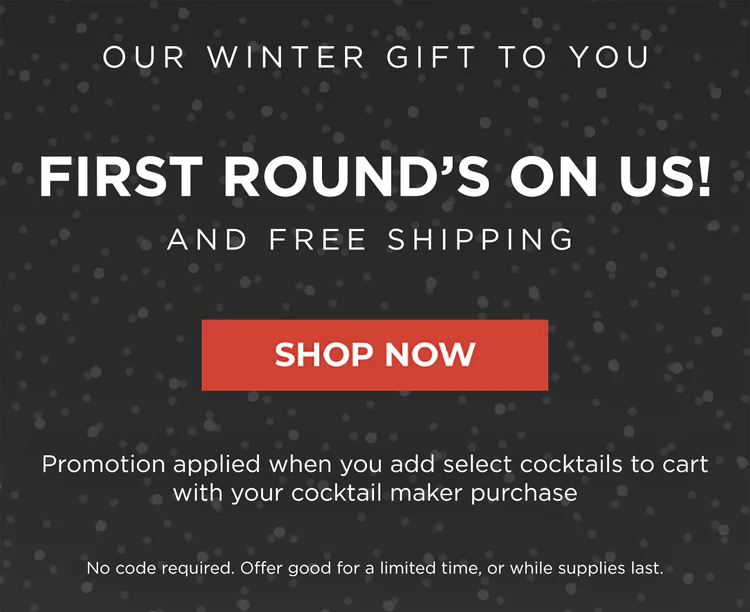 OUR WINTER GIFT TO YOU
FIRST ROUND’S ON US!
AND FREE SHIPPING
SHOP NOW
Promotion applied when you add select cocktails to cart
with your cocktail maker purchase
No code required. Offer good for a limited time, or while supplies last.